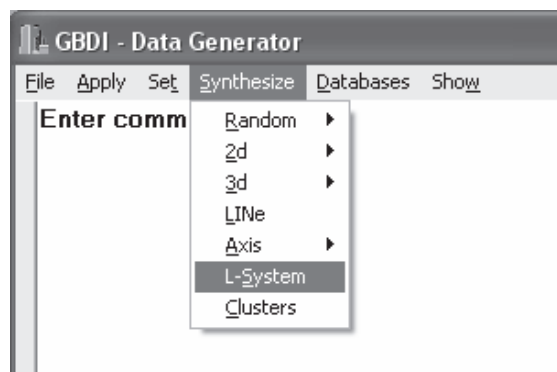 GBDI - Data Generator
File Apply Set Synthesize Databases Show
Enter comm
Random
2d
3d
LINe
Axis
L-System
Clusters